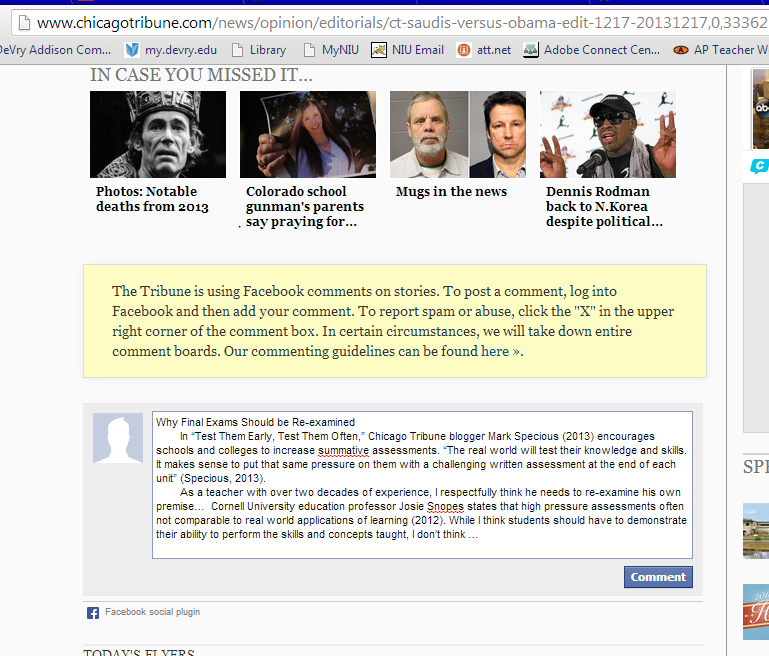 www.chicagotribune.com/news/opinion/editorials/ct-saudis-versus-obama-edit-1217-20131217,0,33362
DeVry Addison Com... my.devry.edu Library MyNIU NIU Email att.net Adobe Connect Cen... AP Teacher W
IN CASE YOU MISSED IT...
Photos: Notable
deaths from 2013
Colorado school
gunman's parents
say praying for...
Mugs in the news
Dennis Rodman
back to N.Korea
despite political...
abc
The Tribune is using Facebook comments on stories. To post a comment, log into
Facebook and then add your comment. To report spam or abuse, click the "X" in the upper
right corner of the comment box. In certain circumstances, we will take down entire
comment boards. Our commenting guidelines can be found here ».
Why Final Exams Should be Re-examined
In “Test Them Early, Test Them Often,” Chicago Tribune blogger Mark Specious (2013) encourages
schools and colleges to increase summative assessments. “The real world will test their knowledge and skills.
It makes sense to put that same pressure on them with a challenging written assessment at the end of each
unit” (Specious, 2013).
As a teacher with over two decades of experience, I respectfully think he needs to re-examine his own
premise... Cornell University education professor Josie Snopes states that high pressure assessments often
not comparable to real world applications of learning (2012). While I think students should have to demonstrate
their ability to perform the skills and concepts taught, I don't think ...
Comment
Facebook social plugin
SPE
TODAY'S FLYERS